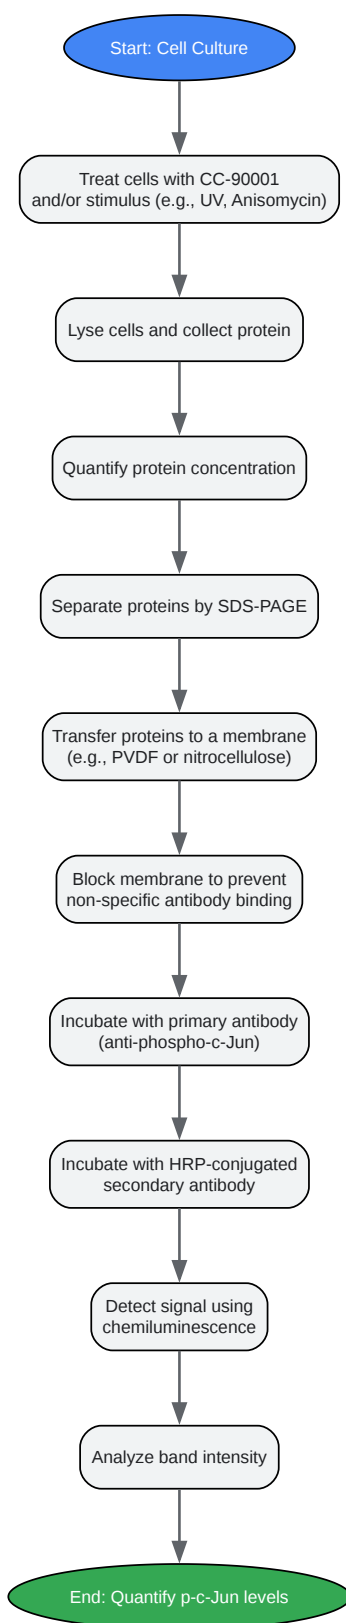 Start: Cell Culture
Treat cells with CC-90001
and/or stimulus (e.g., UV, Anisomycin)
Lyse cells and collect protein
Quantify protein concentration
Separate proteins by SDS-PAGE
Transfer proteins to a membrane
(e.g., PVDF or nitrocellulose)
Block membrane to prevent
non-specific antibody binding
Incubate with primary antibody
(anti-phospho-c-Jun)
Incubate with HRP-conjugated
secondary antibody
Detect signal using
chemiluminescence
Analyze band intensity
End: Quantify p-c-Jun levels